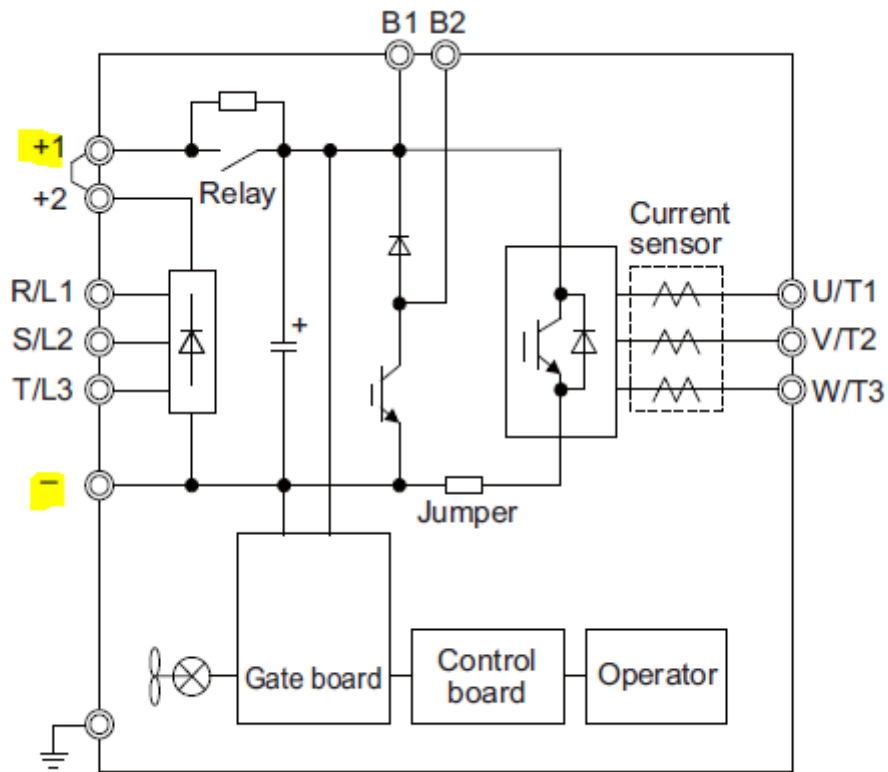 B1 B2
+1
+2
Relay
Current
sensor
R/L1
S/L2
T/L3
U/T1
V/T2
W/T3
+
−
Jumper
Gate board
Control
board
Operator